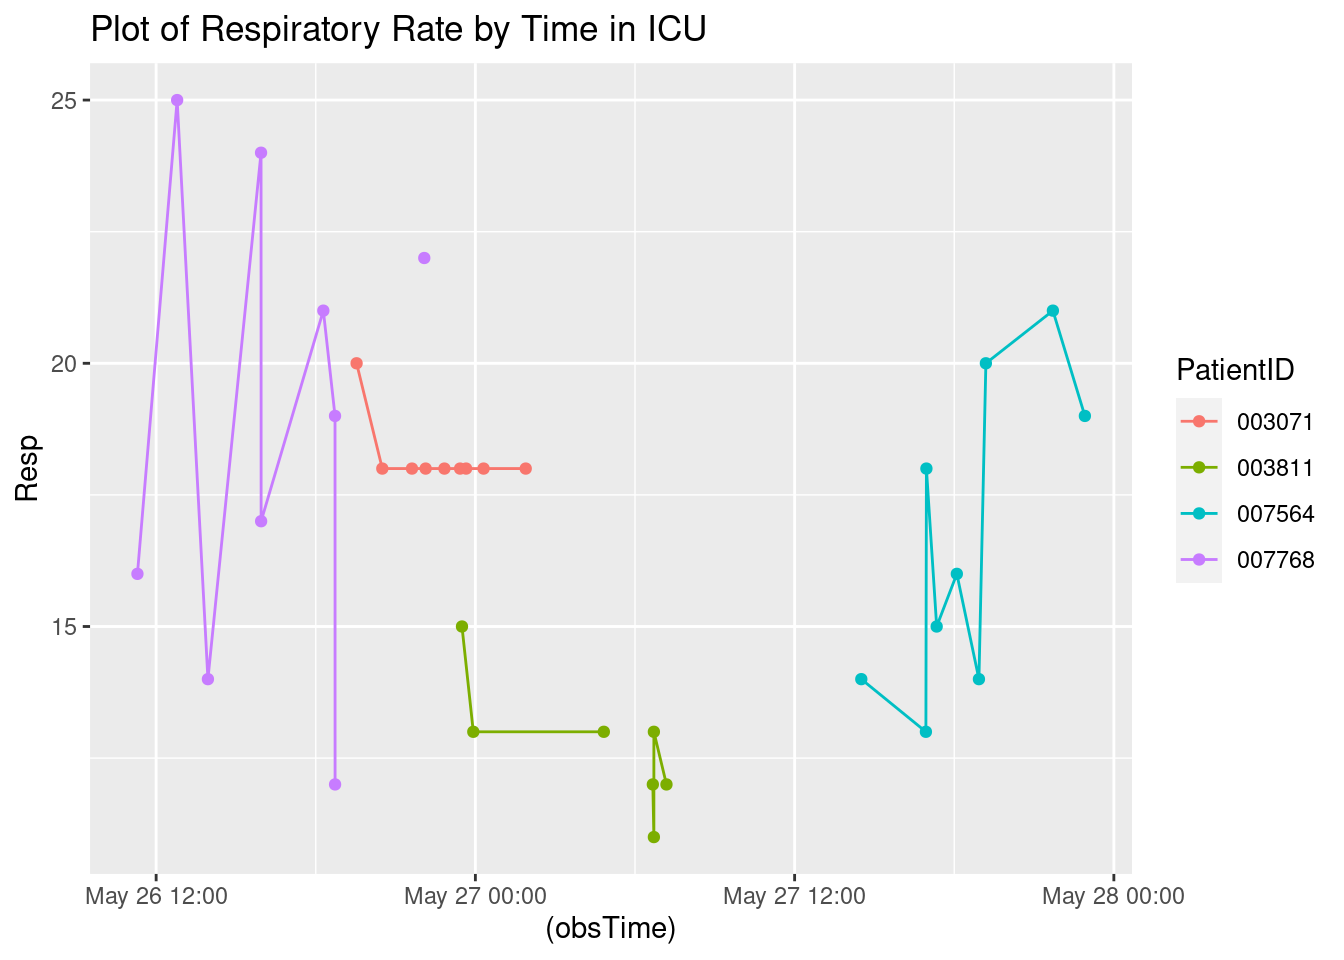 Plot of Respiratory Rate by Time in ICU
25
20
15
Resp
May 26 12:00
May 27 00:00
May 27 12:00
May 28 00:00
(obsTime)
PatientID
003071
003811
007564
007768